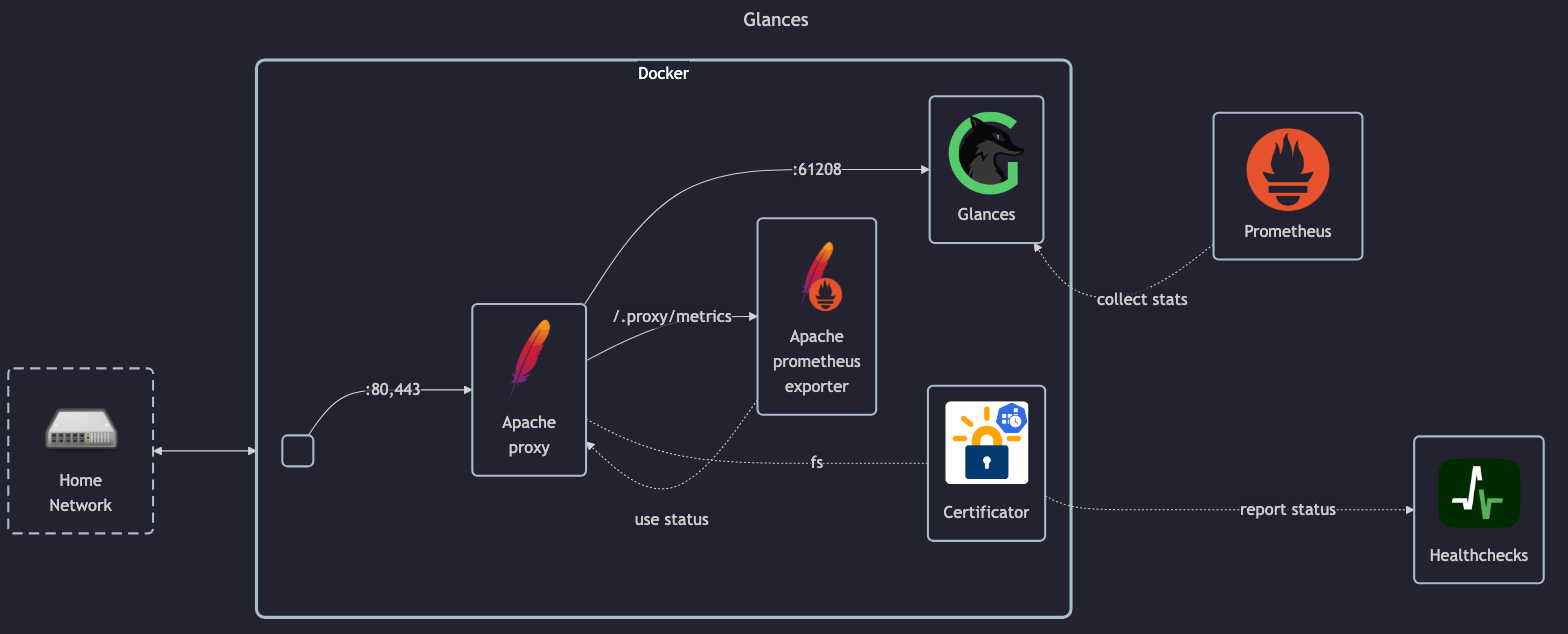 Glances
Docker
:61208
Glances
Prometheus
collect stats
/.proxy/metrics
Apache
prometheus
exporter
:80,443
Apache
proxy
Home
Network
fs
use status
Certificator
report status
Healthchecks